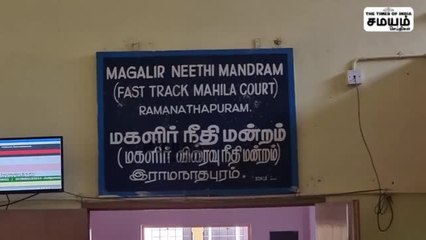 THE TIMES OF INDIA
சமயம்
MAGALIR NEETHI MANDRAM
(FAST TRACK MAHILA COURT)
RAMANATHAPURAM.
மகளிர் நீதி மன்றம்
(மகளிர் விரைவு நீதி மன்றம்)
இராமநாதபுரம்.